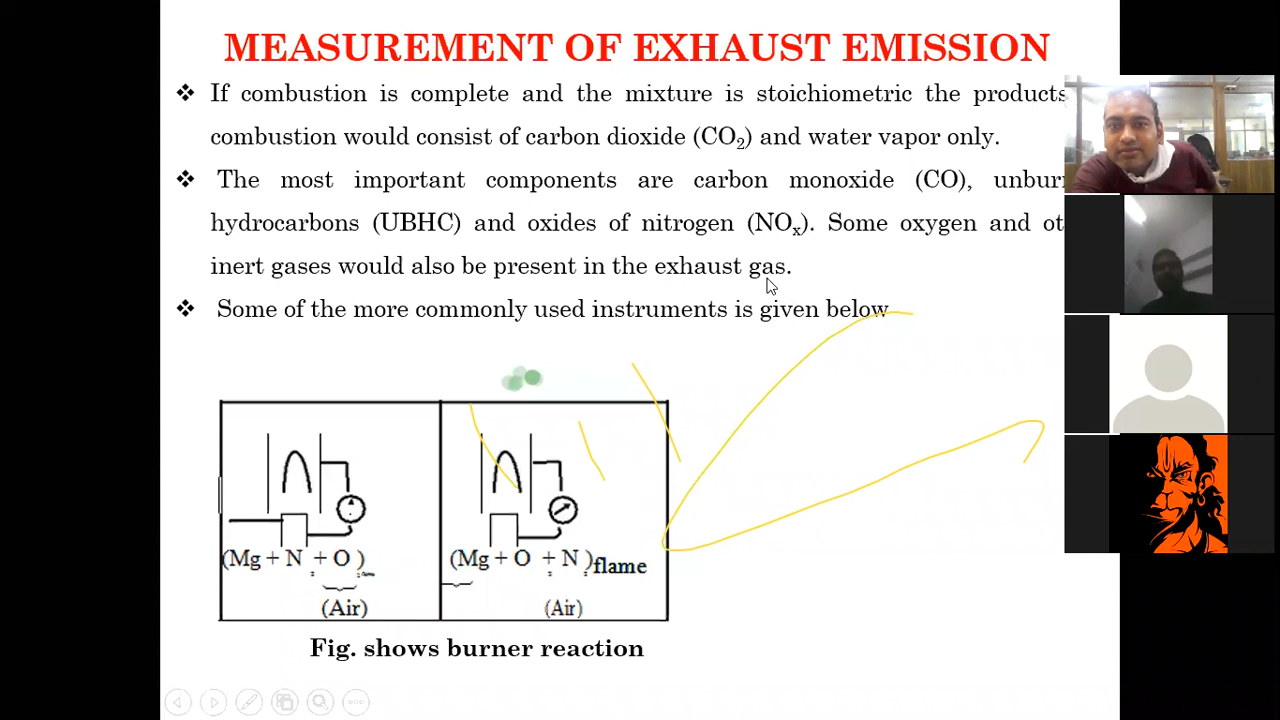 MEASUREMENT OF EXHAUST EMISSION
❖ If combustion is complete and the mixture is stoichiometric the products
combustion would consist of carbon dioxide (CO₂) and water vapor only.
❖ The most important components are carbon monoxide (CO), unbur
hydrocarbons (UBHC) and oxides of nitrogen (NOₓ). Some oxygen and ot
inert gases would also be present in the exhaust gas.
❖ Some of the more commonly used instruments is given below
(Mg + N₂ + O₂)
(Air)
(Mg + O₂ + N₂)flame
(Air)
Fig. shows burner reaction